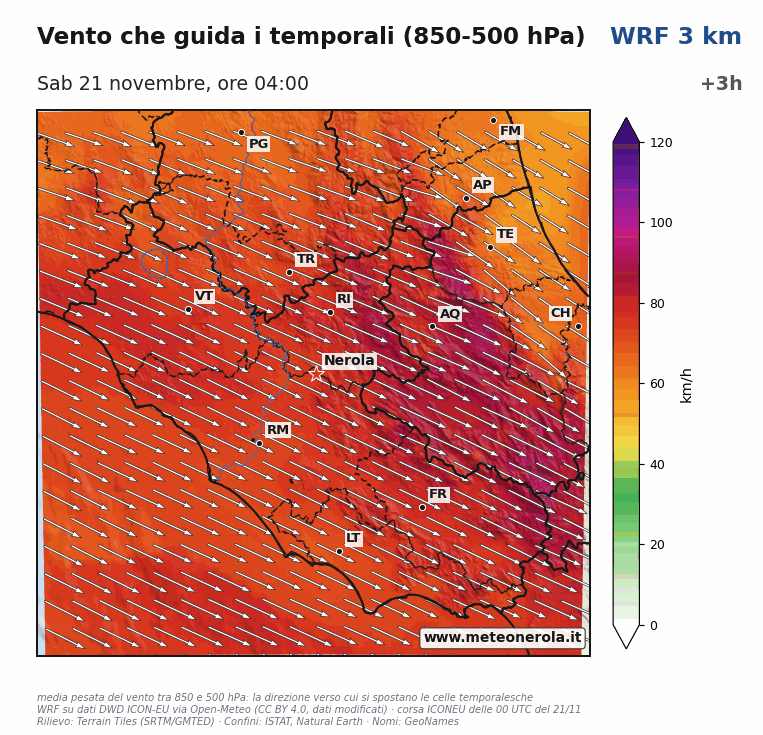 Vento che guida i temporali (850-500 hPa) WRF 3 km
Sab 21 novembre, ore 04:00 +3h
FM
PG
AP
TE
TR
VT
RI
AQ
CH
Nerola
RM
FR
LT
www.meteonerola.it
120
100
80
60
40
20
0
km/h
media pesata del vento tra 850 e 500 hPa: la direzione verso cui si spostano le celle temporalesche
WRF su dati DWD ICON-EU via Open-Meteo (CC BY 4.0, dati modificati) · corsa ICONEU delle 00 UTC del 21/11
Rilievo: Terrain Tiles (SRTM/GMTED) · Confini: ISTAT, Natural Earth · Nomi: GeoNames